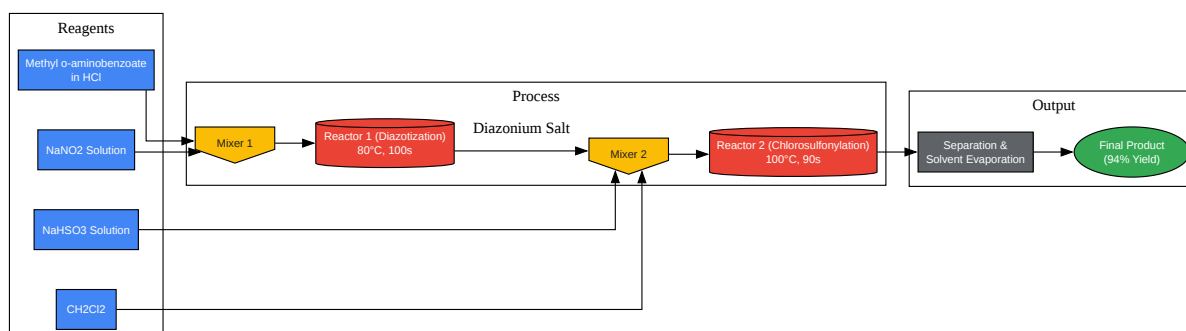 Reagents
Methyl o-aminobenzoate
in HCl
NaNO2 Solution
NaHSO3 Solution
CH2Cl2
Process
Mixer 1
Reactor 1 (Diazotization)
80°C, 100s
Diazonium Salt
Mixer 2
Reactor 2 (Chlorosulfonylation)
100°C, 90s
Output
Separation &
Solvent Evaporation
Final Product
(94% Yield)